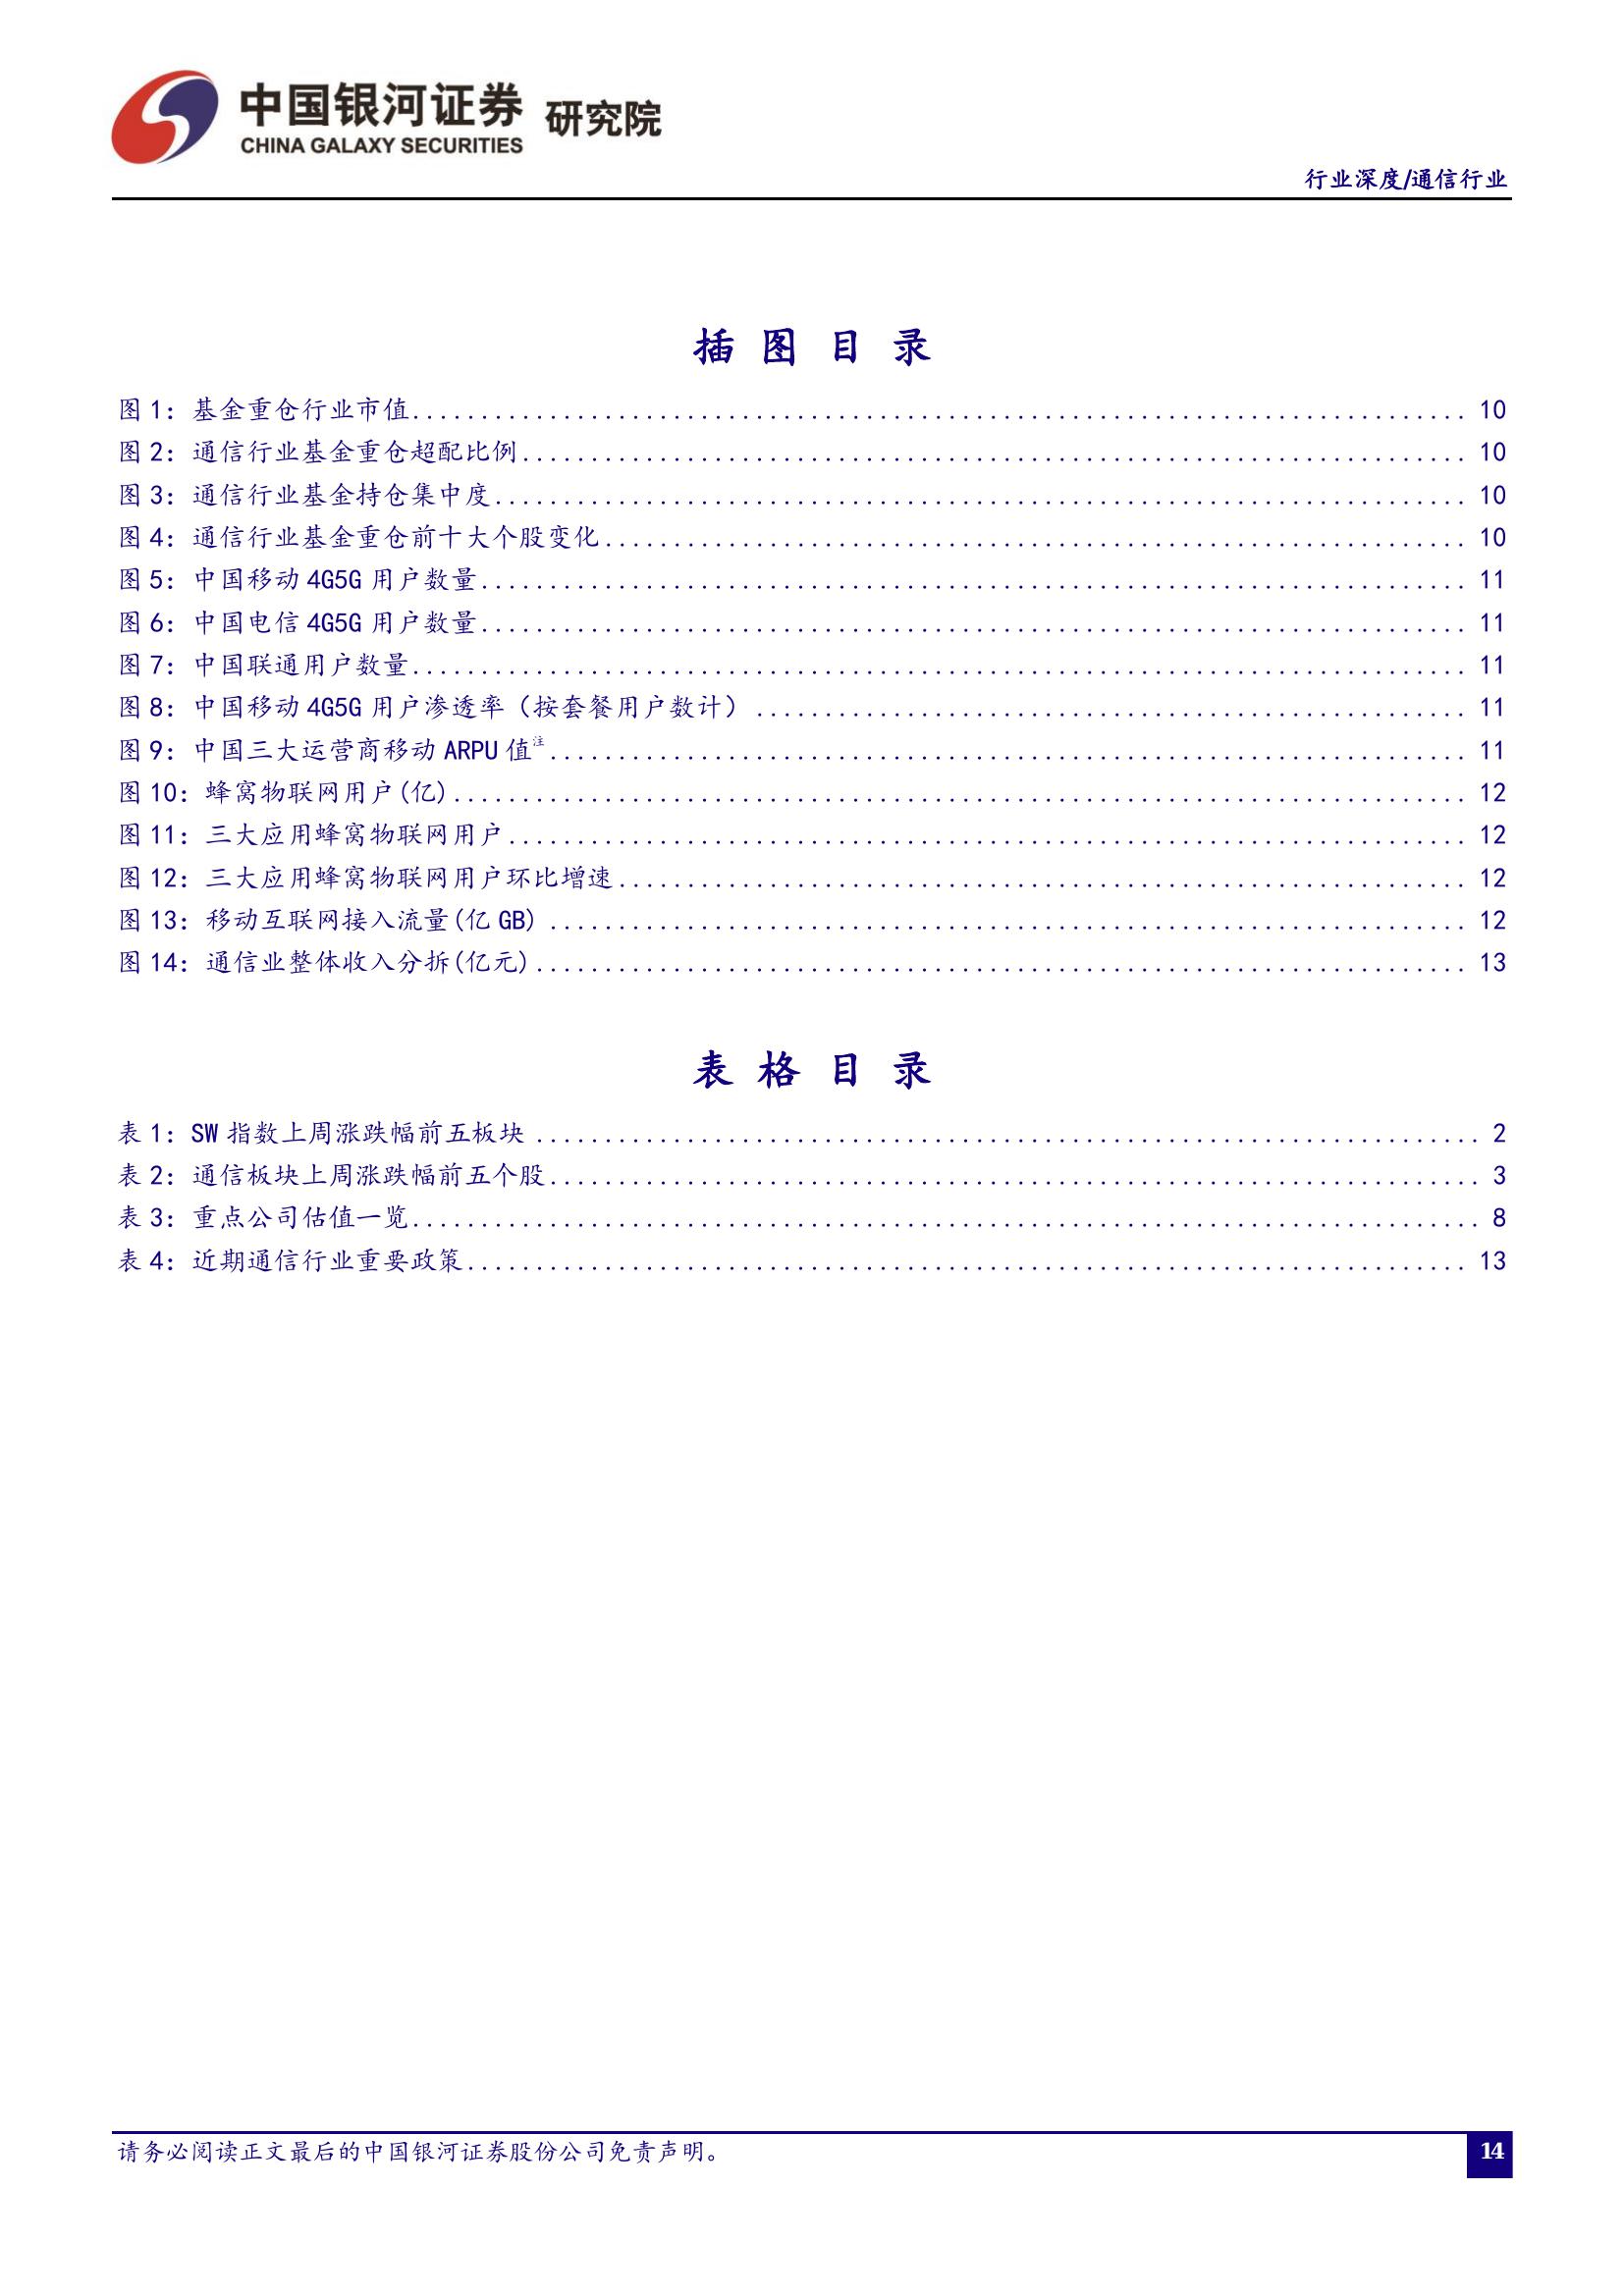 中国银河证券 研究院
CHINA GALAXY SECURITIES
行业深度/通信行业
插 图 目 录
图 1：基金重仓行业市值........................................ 10
图 2：通信行业基金重仓超配比例........................................ 10
图 3：通信行业基金持仓集中度........................................ 10
图 4：通信行业基金重仓前十大个股变化........................................ 10
图 5：中国移动 4G5G 用户数量........................................ 11
图 6：中国电信 4G5G 用户数量........................................ 11
图 7：中国联通用户数量........................................ 11
图 8：中国移动 4G5G 用户渗透率（按套餐用户数计）........................................ 11
图 9：中国三大运营商移动 ARPU 值注........................................ 11
图 10：蜂窝物联网用户(亿)........................................ 12
图 11：三大应用蜂窝物联网用户........................................ 12
图 12：三大应用蜂窝物联网用户环比增速........................................ 12
图 13：移动互联网接入流量(亿 GB)........................................ 12
图 14：通信业整体收入分拆(亿元)........................................ 13
表 格 目 录
表 1：SW 指数上周涨跌幅前五板块........................................ 2
表 2：通信板块上周涨跌幅前五个股........................................ 3
表 3：重点公司估值一览........................................ 8
表 4：近期通信行业重要政策........................................ 13
请务必阅读正文最后的中国银河证券股份公司免责声明。
14